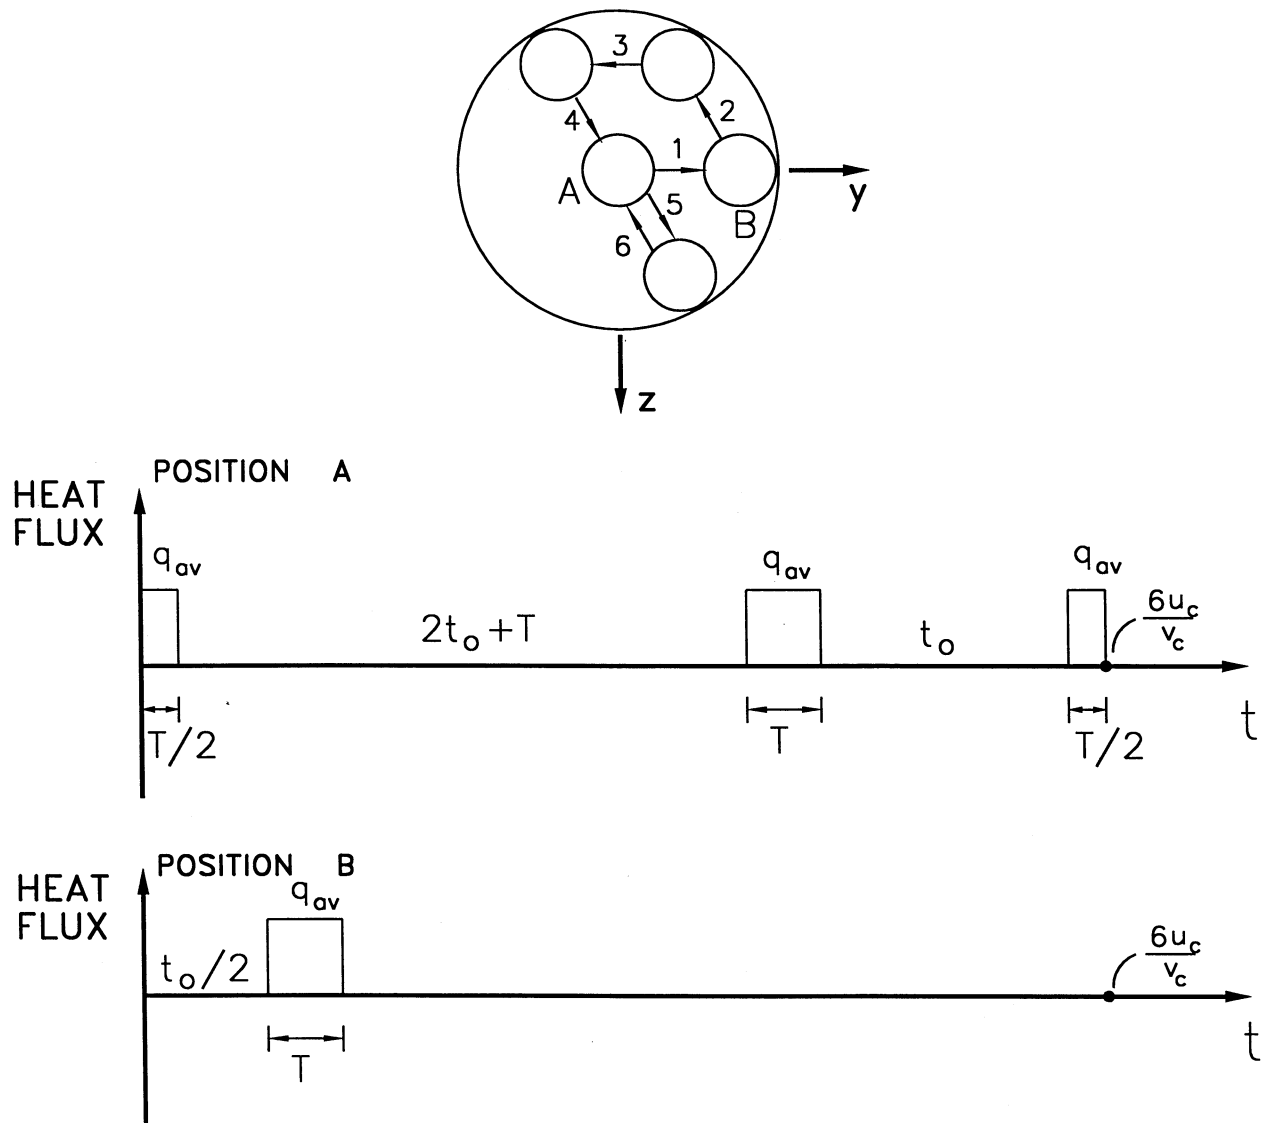 3
4
2
1
A
5
B
y
6
z
POSITION A
HEAT
FLUX
q_av
q_av
q_av
2t_o+T
t_o
6u_c
v_c
T/2
T
T/2
t
POSITION B
HEAT
FLUX
q_av
t_o/2
6u_c
v_c
T
t